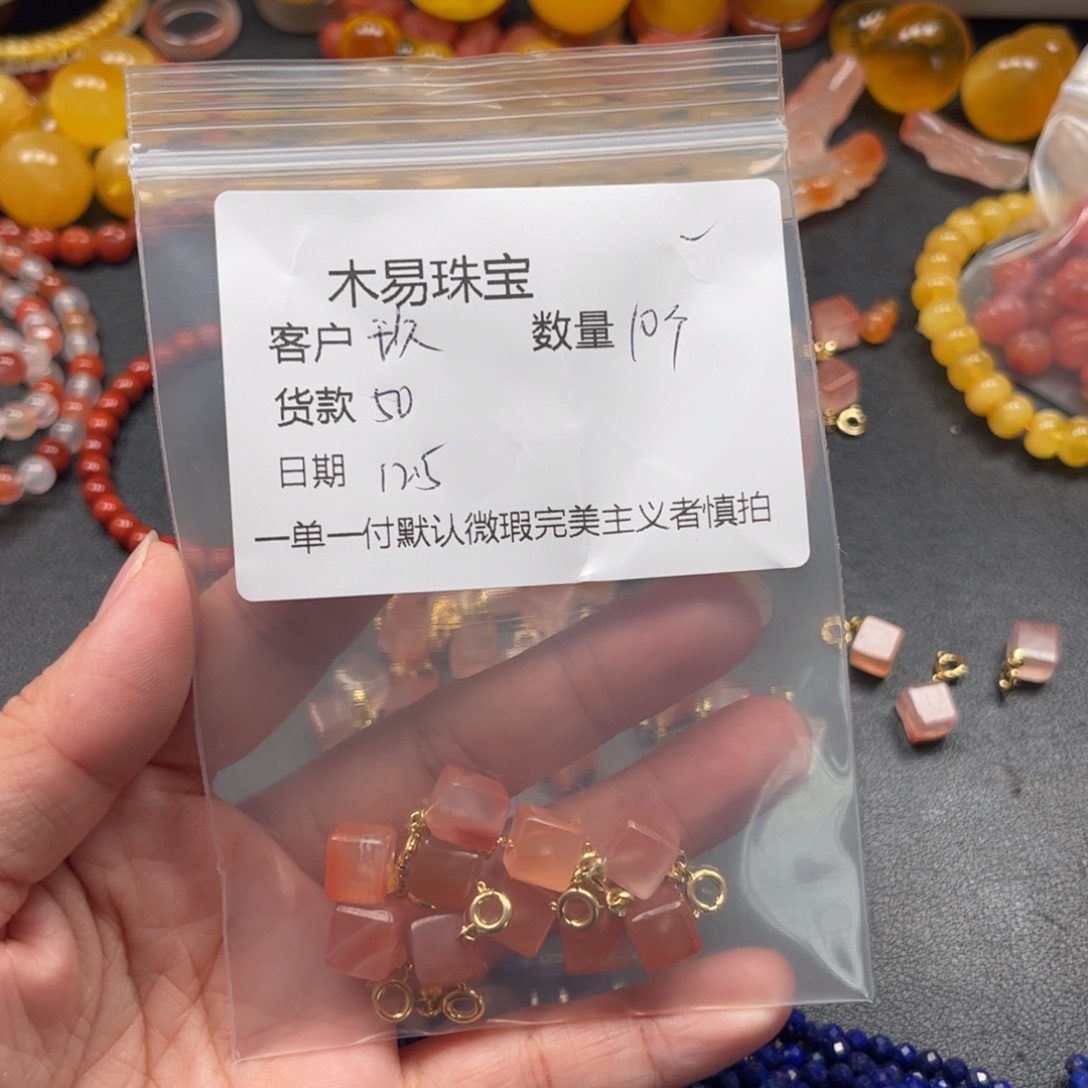 木易珠宝
客户 玖 数量 10个
货款 50
日期 12.5
一单一付默认微瑕完美主义者慎拍